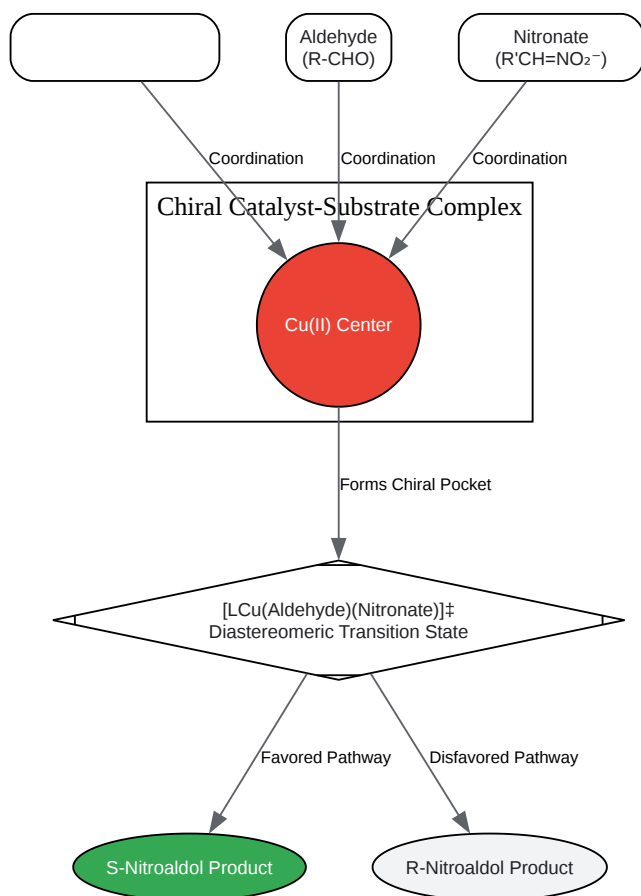 Aldehyde
(R-CHO)
Nitronate
(R'CH=NO₂⁻)
Coordination
Coordination
Coordination
Chiral Catalyst-Substrate Complex
Cu(II) Center
Forms Chiral Pocket
[LCu(Aldehyde)(Nitronate)]‡
Diastereomeric Transition State
Favored Pathway
Disfavored Pathway
S-Nitroaldol Product
R-Nitroaldol Product